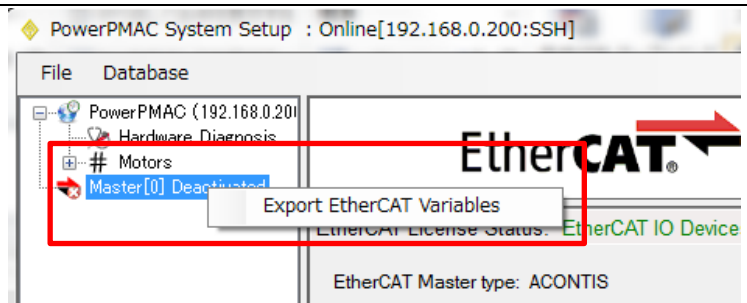 PowerPMAC System Setup : Online[192.168.0.200:SSH]
File Database
PowerPMAC (192.168.0.20
Hardware Diagnosis
Motors
EtherCAT®
Master[0] Deactivated
Export EtherCAT Variables
EtherCAT License Status: EtherCAT IO Device
EtherCAT Master type: ACONTIS